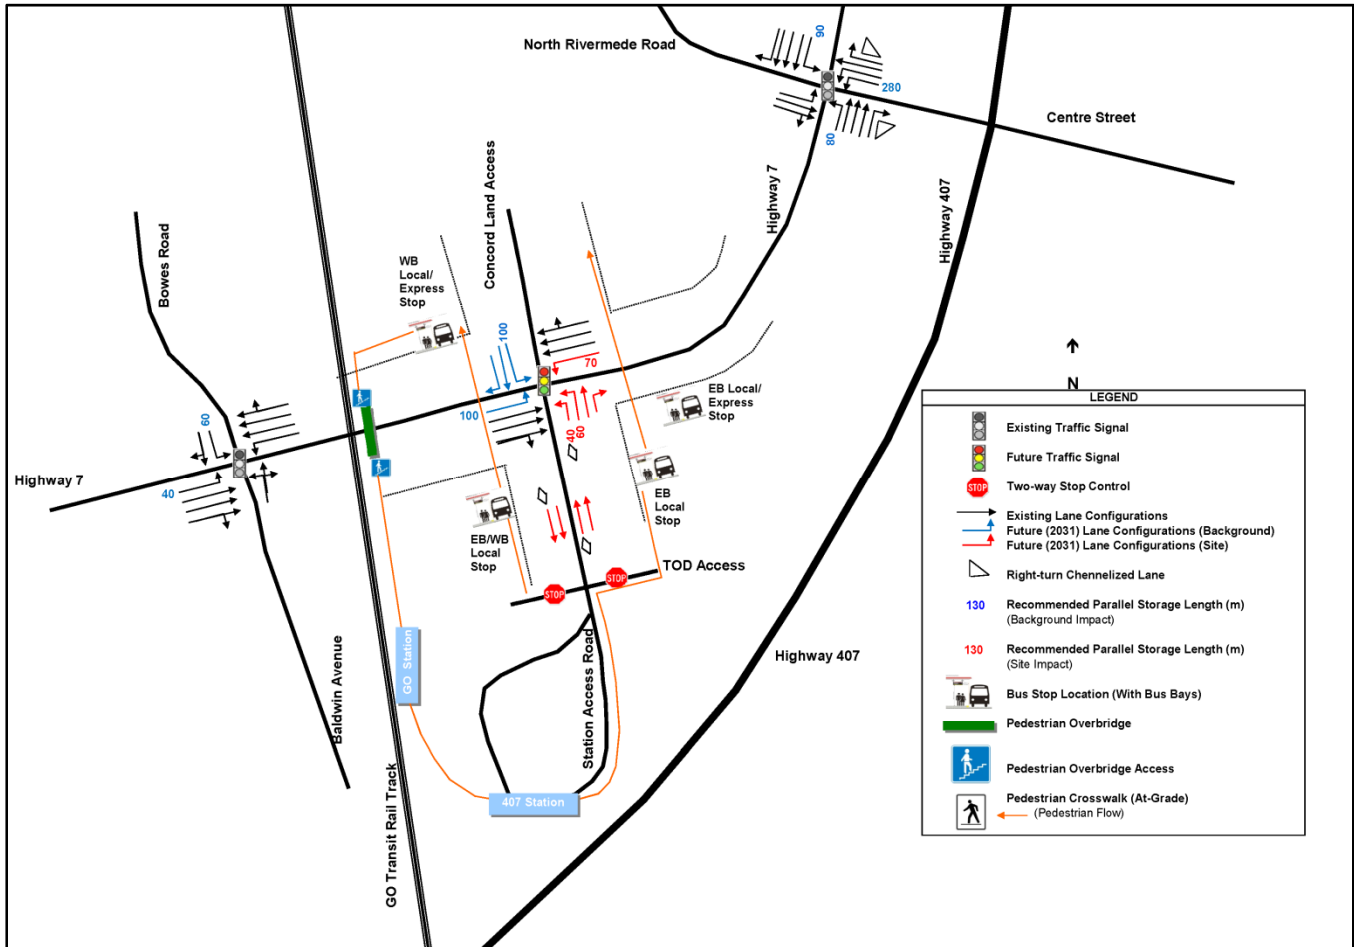 North Rivermede Road
90
280
80
Centre Street
Highway 7
Highway 407
Concord Land Access
Bowes Road
WB
Local/
Express
Stop
100
70
100
40
60
EB Local/
Express
Stop
60
40
Highway 7
EB
Local
Stop
EB/WB
Local
Stop
TOD Access
STOP
STOP
GO Station
Baldwin Avenue
Station Access Road
Highway 407
407 Station
GO Transit Rail Track
N
LEGEND
Existing Traffic Signal
Future Traffic Signal
STOP
Two-way Stop Control
Existing Lane Configurations
Future (2031) Lane Configurations (Background)
Future (2031) Lane Configurations (Site)
Right-turn Chennelized Lane
130
Recommended Parallel Storage Length (m)
(Background Impact)
130
Recommended Parallel Storage Length (m)
(Site Impact)
Bus Stop Location (With Bus Bays)
Pedestrian Overbridge
Pedestrian Overbridge Access
Pedestrian Crosswalk (At-Grade)
(Pedestrian Flow)